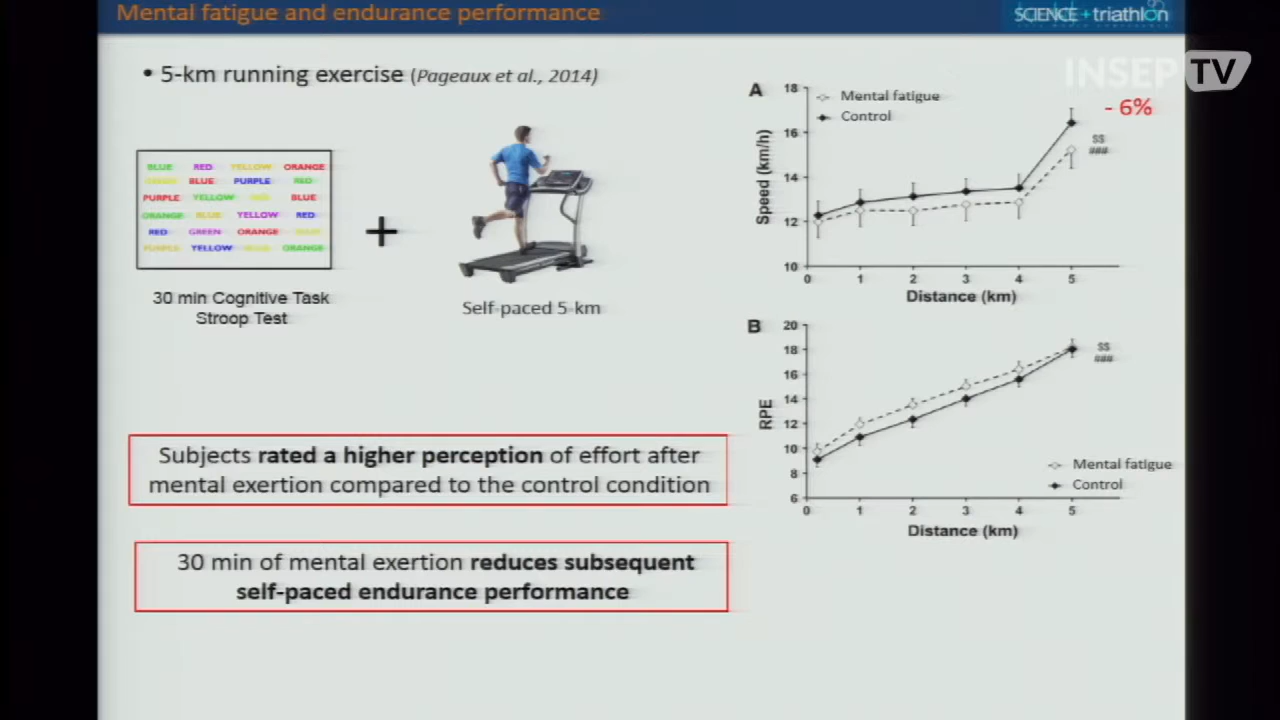 Mental fatigue and endurance performance
SCIENCE + triathlon
INSEP TV
• 5-km running exercise (Pageaux et al., 2014)
BLUE RED YELLOW ORANGE
BLUE PURPLE RED
PURPLE YELLOW RED BLUE
ORANGE BLUE YELLOW RED
RED GREEN ORANGE
PURPLE YELLOW BLUE ORANGE
30 min Cognitive Task
Stroop Test
+
Self-paced 5-km
A
Mental fatigue
Control
- 6%
$$
###
Speed (km/h)
18
16
14
12
10
0 1 2 3 4 5
Distance (km)
B
RPE
20
18
16
14
12
10
8
6
$$
###
Mental fatigue
Control
0 1 2 3 4 5
Distance (km)
Subjects rated a higher perception of effort after
mental exertion compared to the control condition
30 min of mental exertion reduces subsequent
self-paced endurance performance